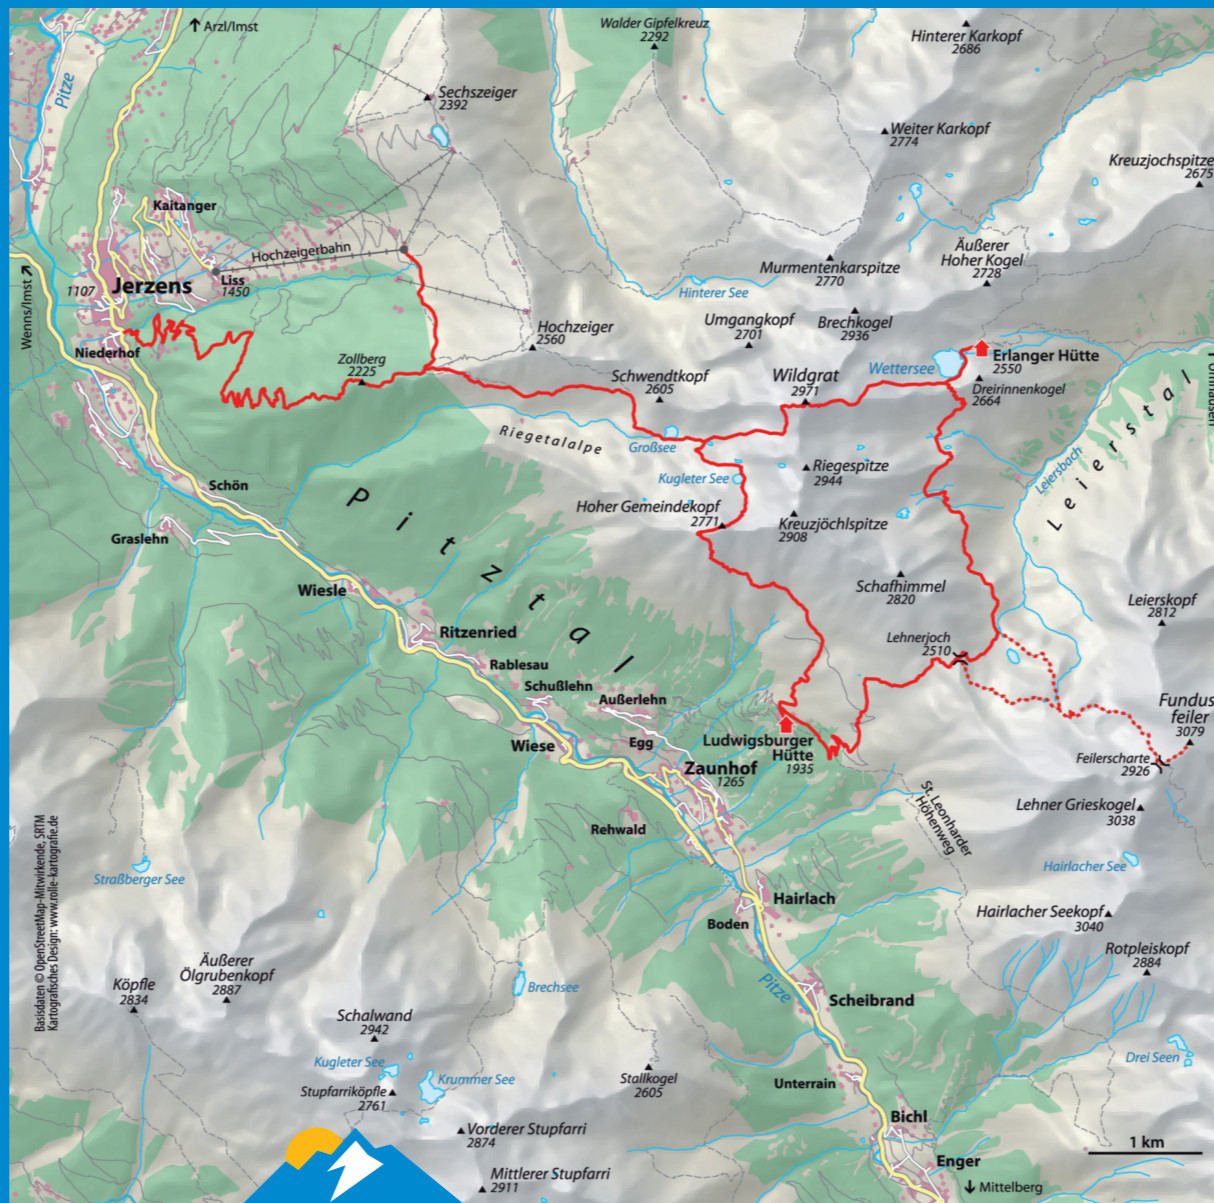 Arzl/Imst
Walder Gipfelkreuz
2292
Hinterer Karkopf
2686
Pitze
Sechszeiger
2392
Weiter Karkopf
2774
Kreuzjochspitze
2675
Kaitanger
Hochzeigerbahn
Äußerer
Hoher Kogel
2728
Wenns/Imst
1107
Jerzens
Liss
1450
Murmentenkarspitze
2770
Hinterer See
Niederhof
Hochzeiger
2560
Umgangkopf
2701
Brechkogel
2936
Zollberg
2225
Schwendtkopf
2605
Wildgrat
2971
Wettersee
Erlanger Hütte
2550
Dreirinnenkogel
2664
Riegetalalpe
Großsee
Kugleter See
Riegespitze
2944
Leiersbach
Leierstal
Schön
Pitztal
Hoher Gemeindekopf
2771
Kreuzjöchlspitze
2908
Graslehn
Wiesle
Schafhimmel
2820
Leierskopf
2812
Ritzenried
Lehnerjoch
2510
Rablesau
Schußlehn
Außerlehn
Fundus
feiler
3079
Wiese
Egg
Ludwigsburger
Hütte
1935
Feilerscharte
2926
Zaunhof
1265
St. Leonharder
Höhenweg
Lehner Grieskogel
3038
Rehwald
Basisdaten © OpenStreetMap-Mitwirkende, SRTM
Kartografisches Design: www.rolle-kartografie.de
Straßberger See
Hairlacher See
Hairlach
Boden
Hairlacher Seekopf
3040
Rotpleiskopf
2884
Äußerer
Ölgrubenkopf
2887
Köpfle
2834
Brechsee
Pitze
Scheibrand
Schalwand
2942
Kugleter See
Krummer See
Stupfarriköpfle
2761
Stallkogel
2605
Drei Seen
Unterrain
Bichl
Vorderer Stupfarri
2874
1 km
Mittlerer Stupfarri
2911
Enger
Mittelberg